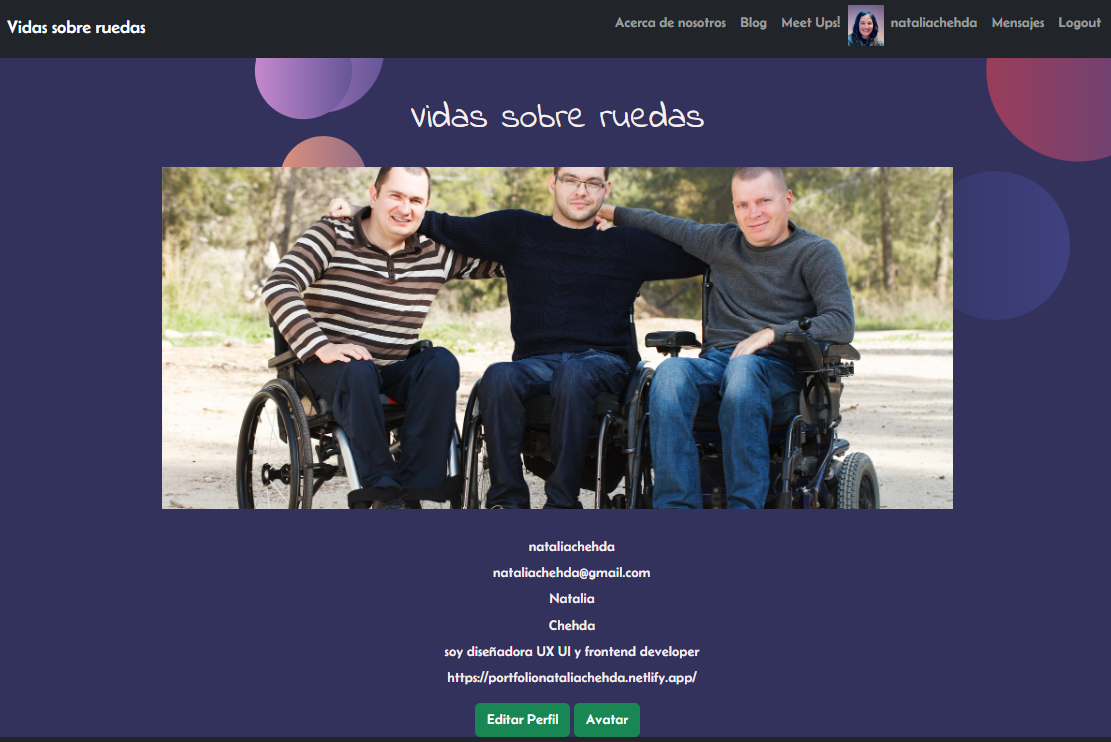 Vidas sobre ruedas
Acerca de nosotros Blog Meet Ups! nataliachehda Mensajes Logout
Vidas sobre ruedas
nataliachehda
nataliachehda@gmail.com
Natalia
Chehda
soy diseñadora UX UI y frontend developer
https://portfolionataliachehda.netlify.app/
Editar Perfil Avatar